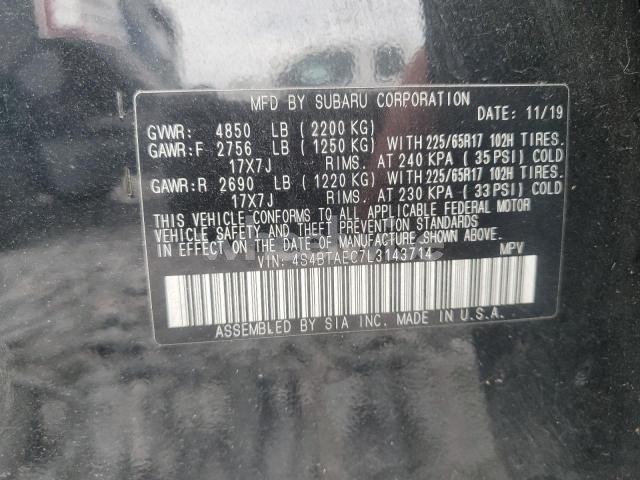 MFD BY SUBARU CORPORATION
DATE: 11/19
GVWR: 4850 LB ( 2200 KG)
GAWR:F 2756 LB ( 1250 KG) WITH 225/65R17 102H TIRES.
17X7J RIMS. AT 240 KPA ( 35 PSI) COLD
GAWR:R 2690 LB ( 1220 KG) WITH 225/65R17 102H TIRES.
17X7J RIMS. AT 230 KPA ( 33 PSI) COLD
THIS VEHICLE CONFORMS TO ALL APPLICABLE FEDERAL MOTOR
VEHICLE SAFETY AND THEFT PREVENTION STANDARDS
IN EFFECT ON THE DATE OF MANUFACTURE SHOWN ABOVE.
VIN: 4S4BTAEC7L3143714 MPV
ASSEMBLED BY SIA INC. MADE IN U.S.A.